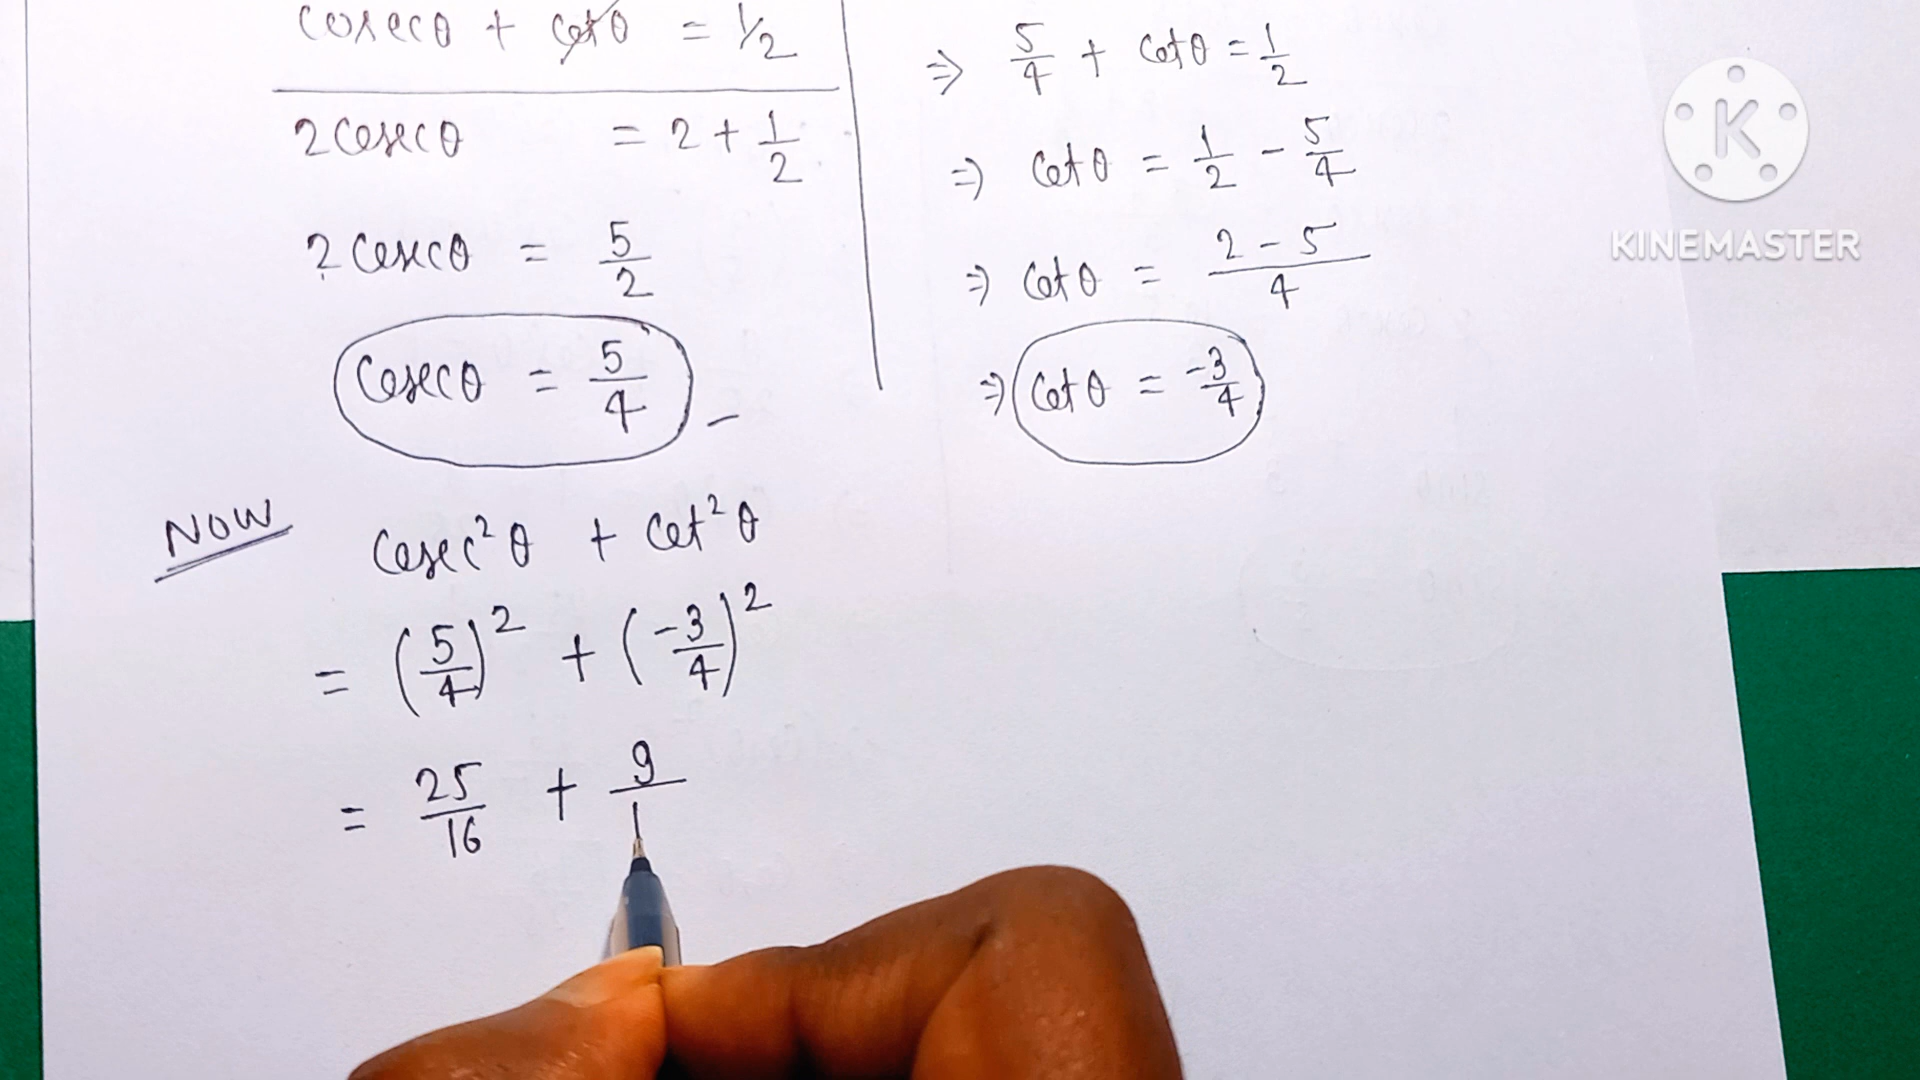 cosecθ + cotθ = 1/2
2cosecθ = 2 + 1/2
2cosecθ = 5/2
cosecθ = 5/4
⇒ 5/4 + cotθ = 1/2
⇒ cotθ = 1/2 - 5/4
⇒ cotθ = 2 - 5 / 4
⇒ cotθ = -3/4
NOW cosec²θ + cot²θ
= (5/4)² + (-3/4)²
= 25/16 + 9/1
K
KINEMASTER